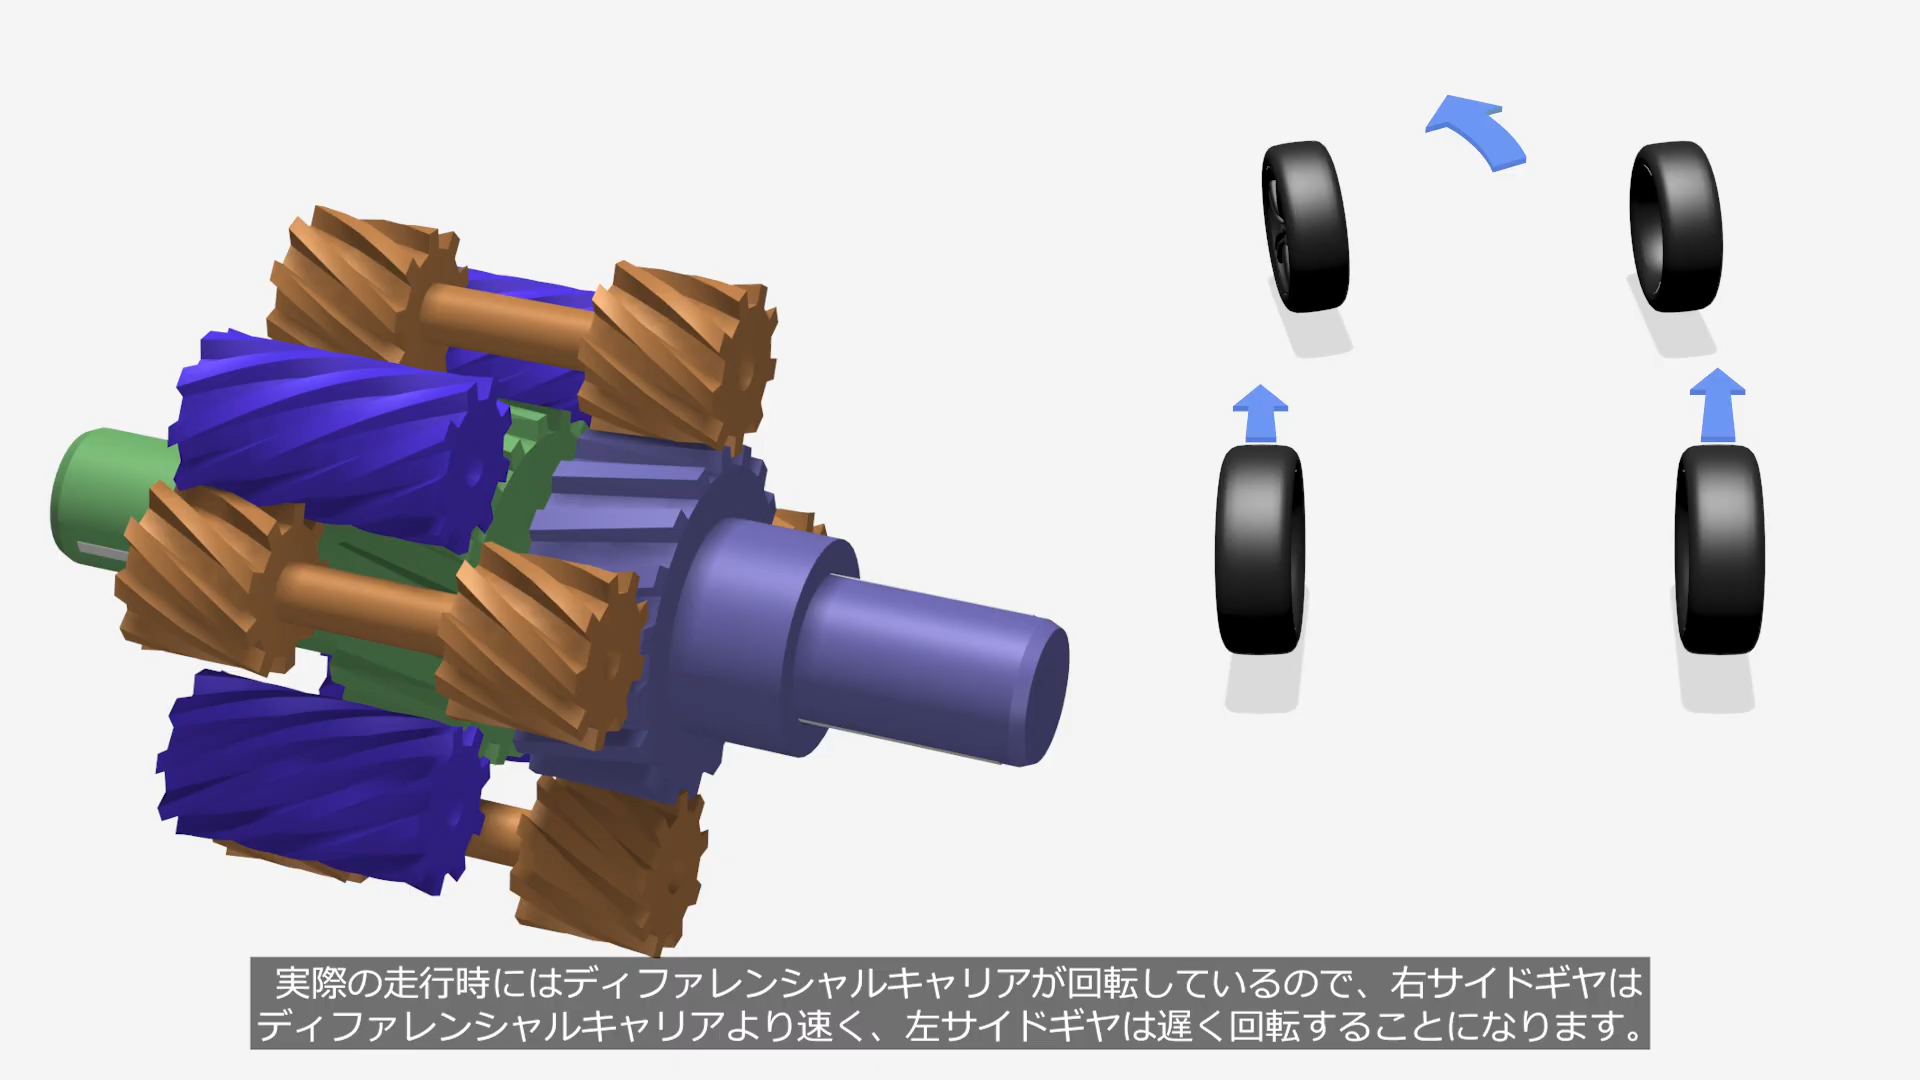 実際の走行時にはディファレンシャルキャリアが回転しているので、右サイドギヤは
ディファレンシャルキャリアより速く、左サイドギヤは遅く回転することになります。